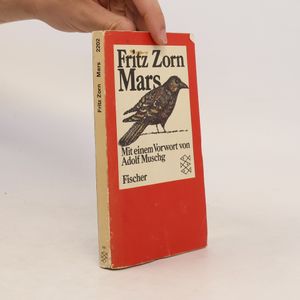 Fritz Zorn
Mars
Mit einem Vorwort von
Adolf Muschg
Fischer
Fritz Zorn Mars 2202